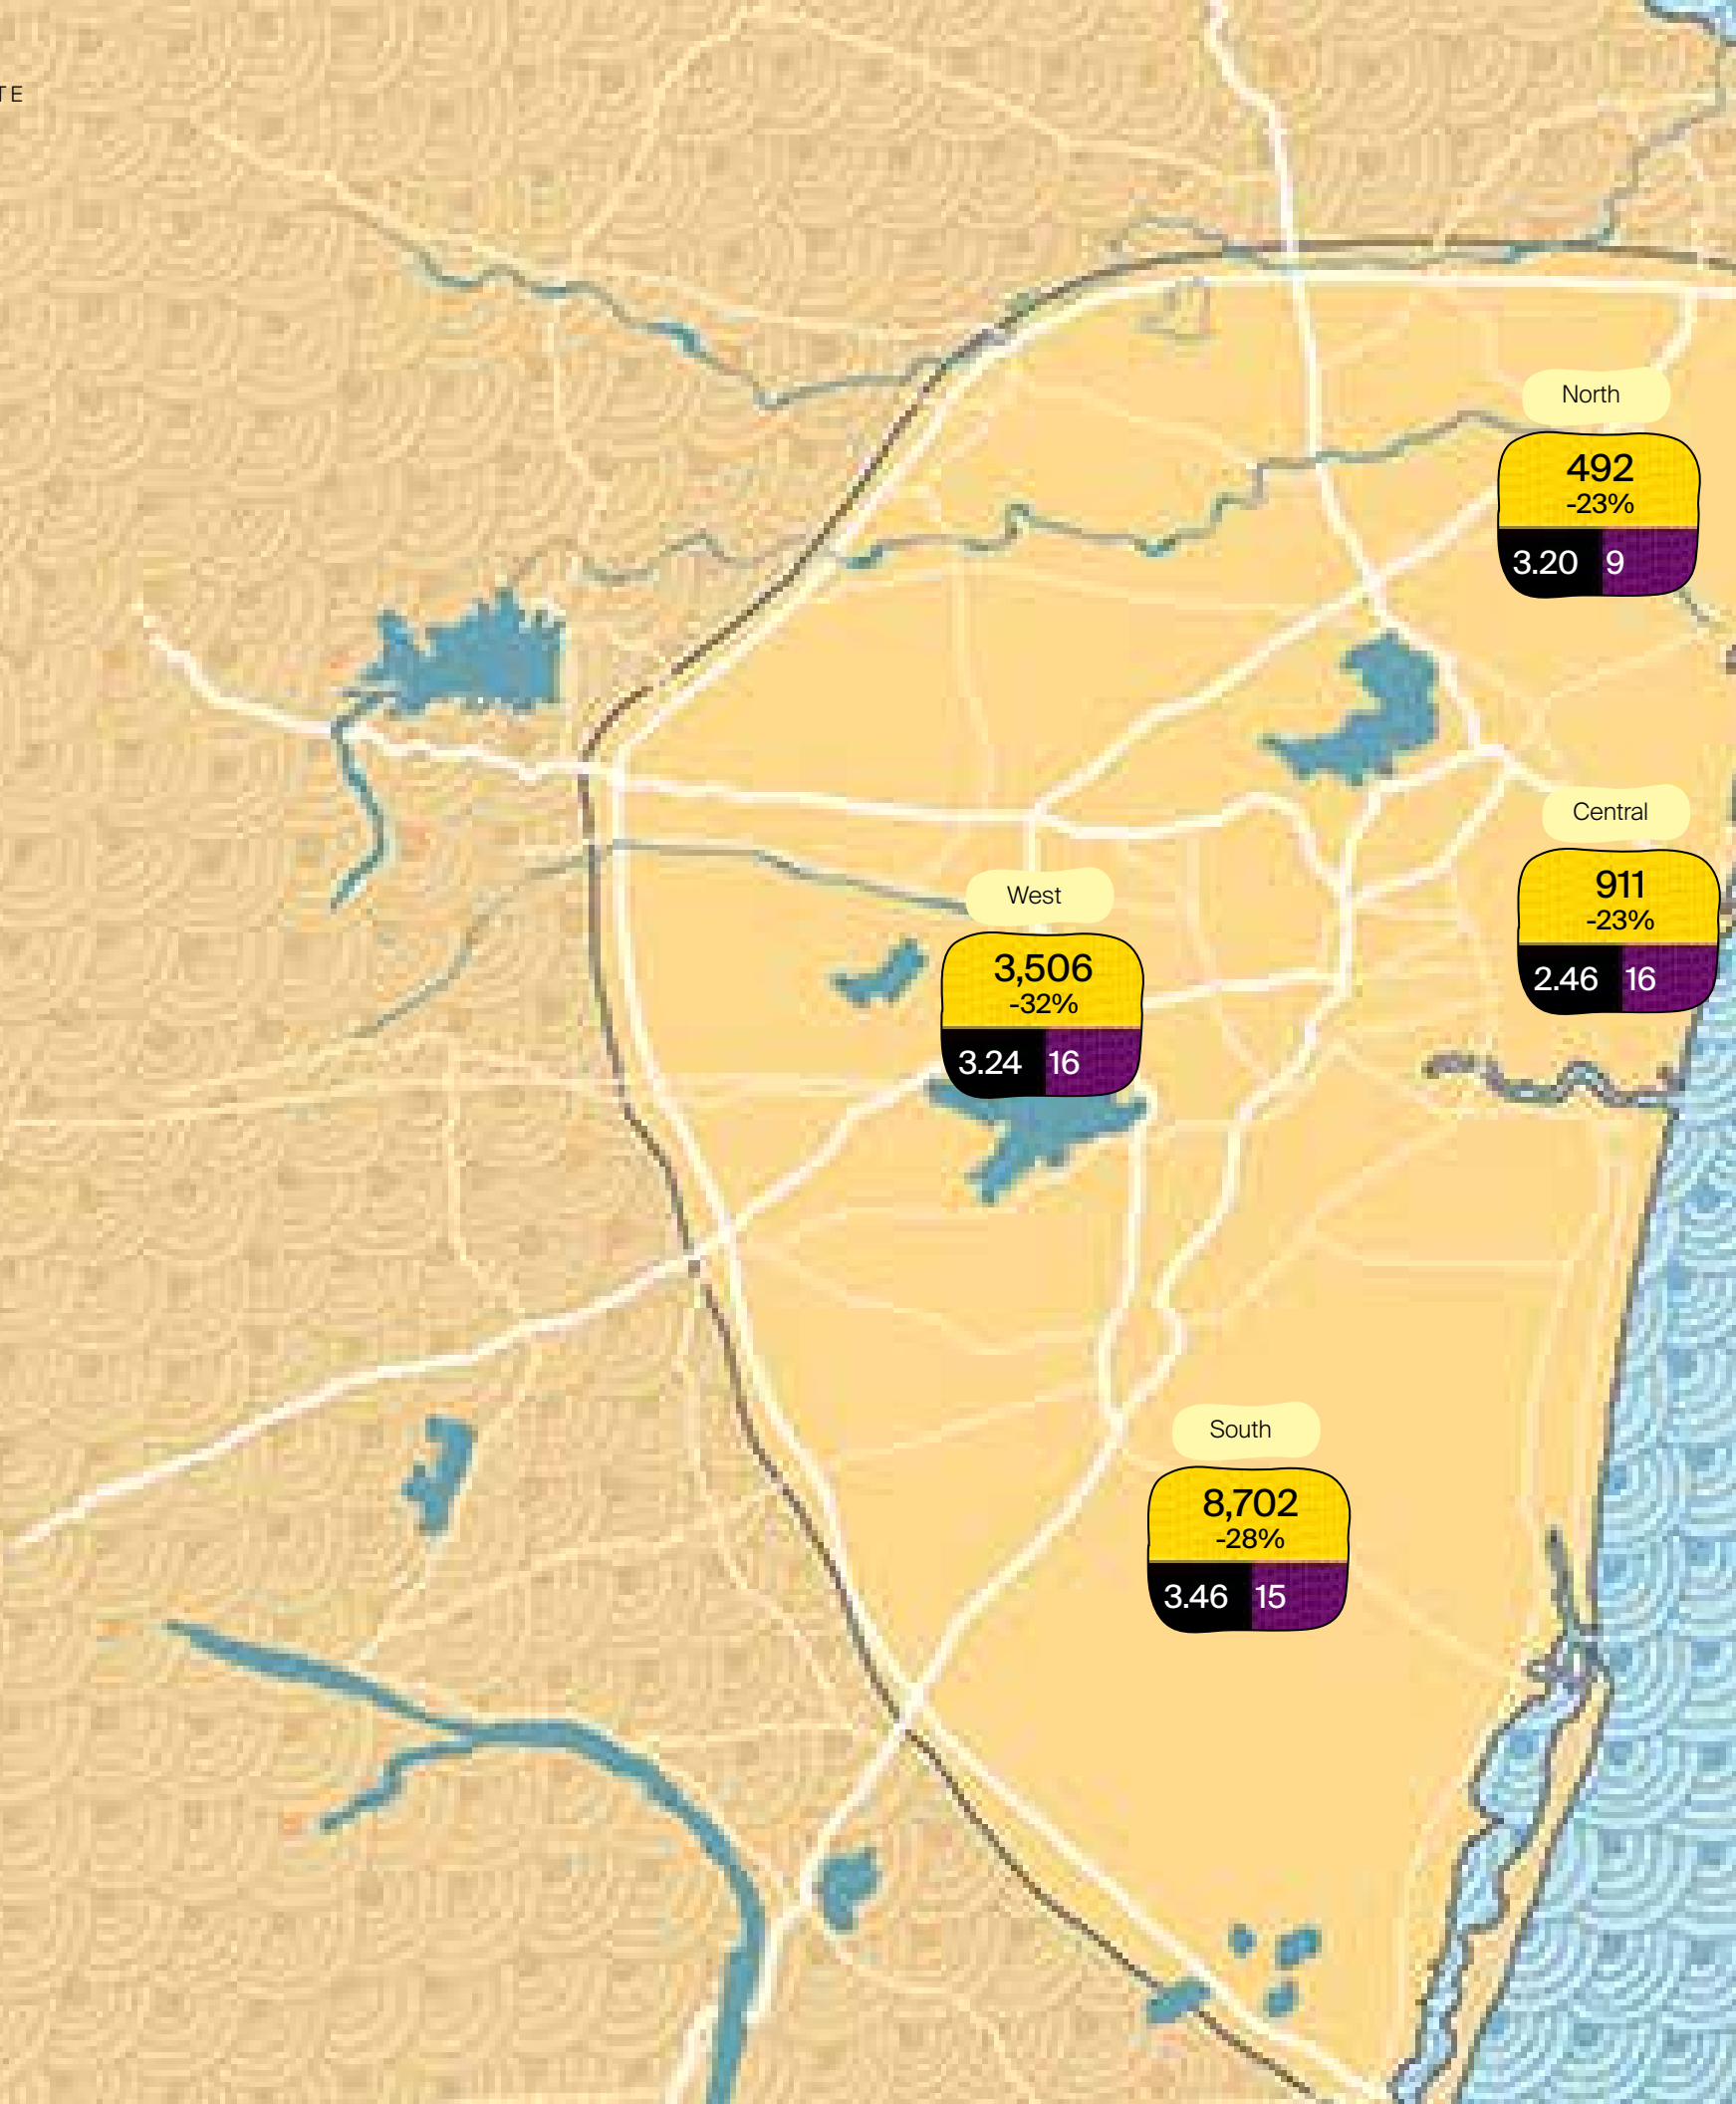 TE
North
492
-23%
3.20 9
Central
911
-23%
2.46 16
West
3,506
-32%
3.24 16
South
8,702
-28%
3.46 15